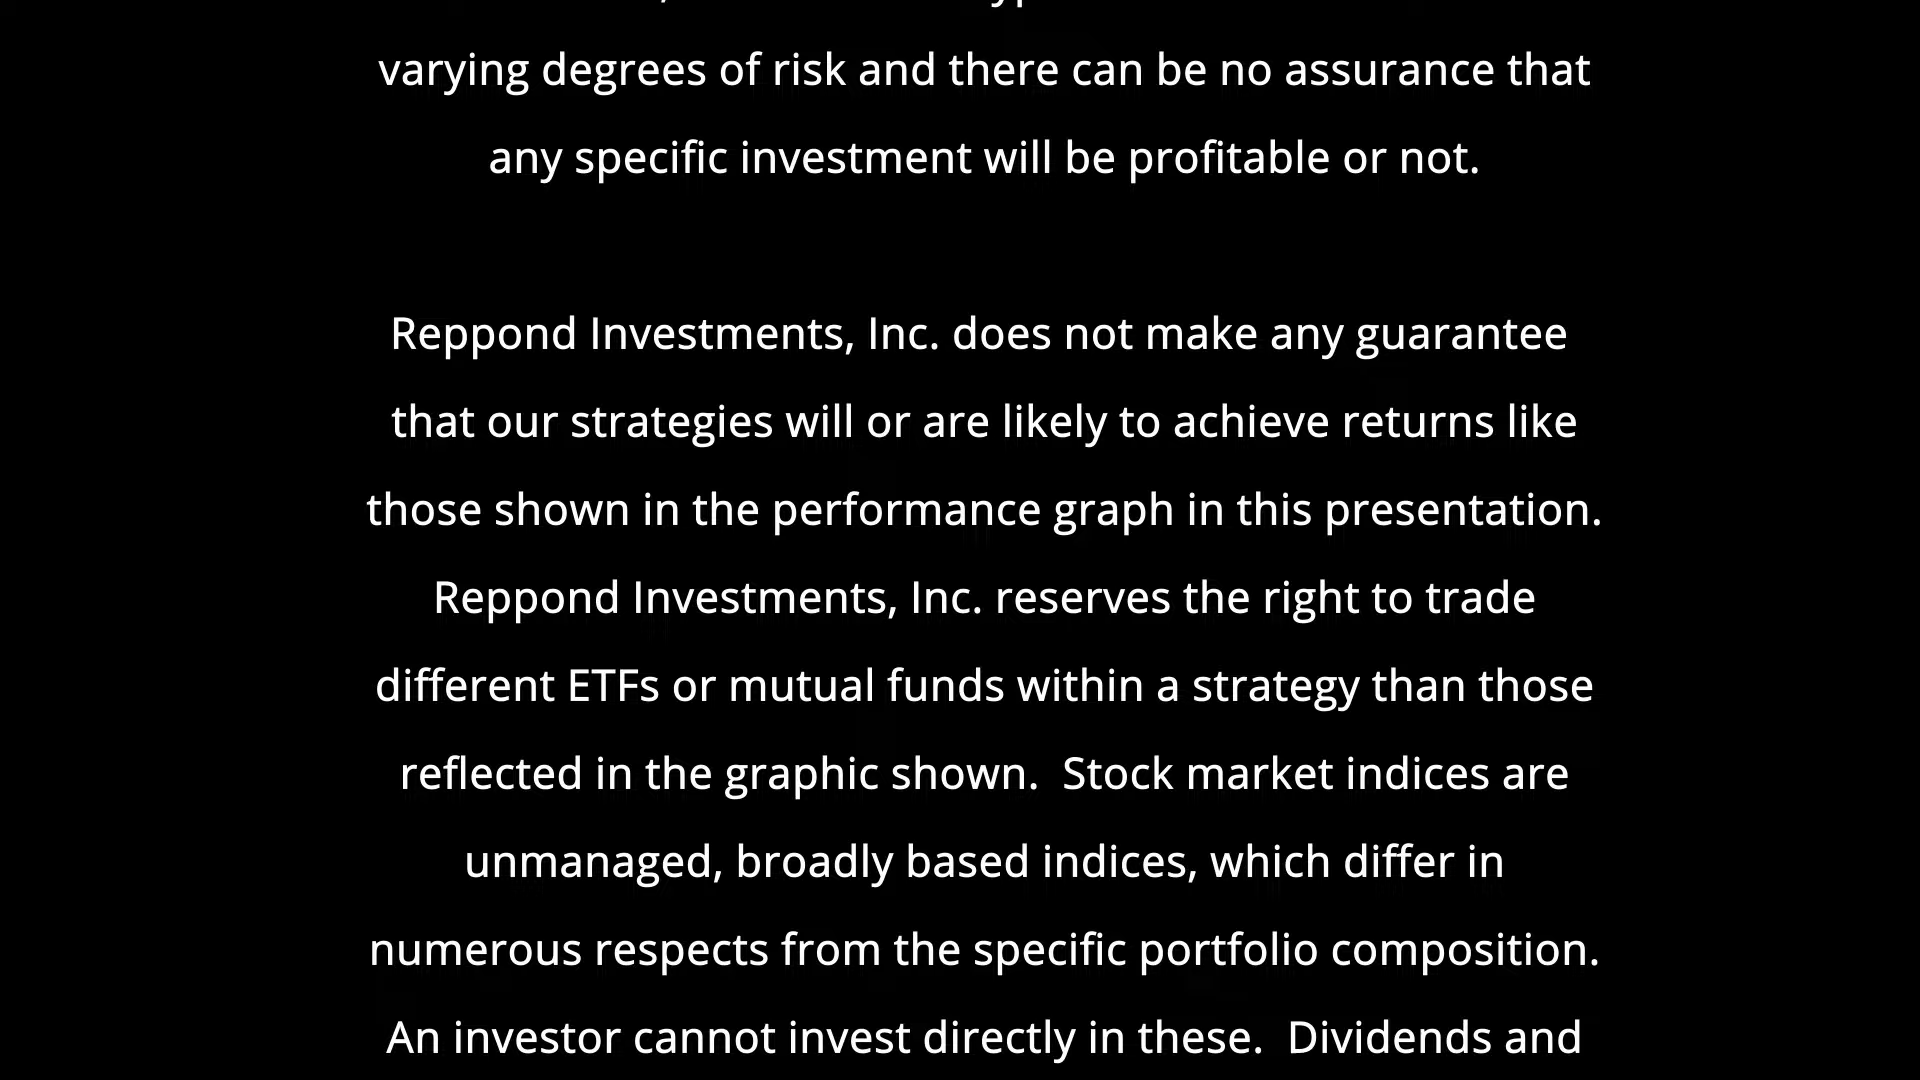 varying degrees of risk and there can be no assurance that
any specific investment will be profitable or not.
Reppond Investments, Inc. does not make any guarantee
that our strategies will or are likely to achieve returns like
those shown in the performance graph in this presentation.
Reppond Investments, Inc. reserves the right to trade
different ETFs or mutual funds within a strategy than those
reflected in the graphic shown.  Stock market indices are
unmanaged, broadly based indices, which differ in
numerous respects from the specific portfolio composition.
An investor cannot invest directly in these.  Dividends and